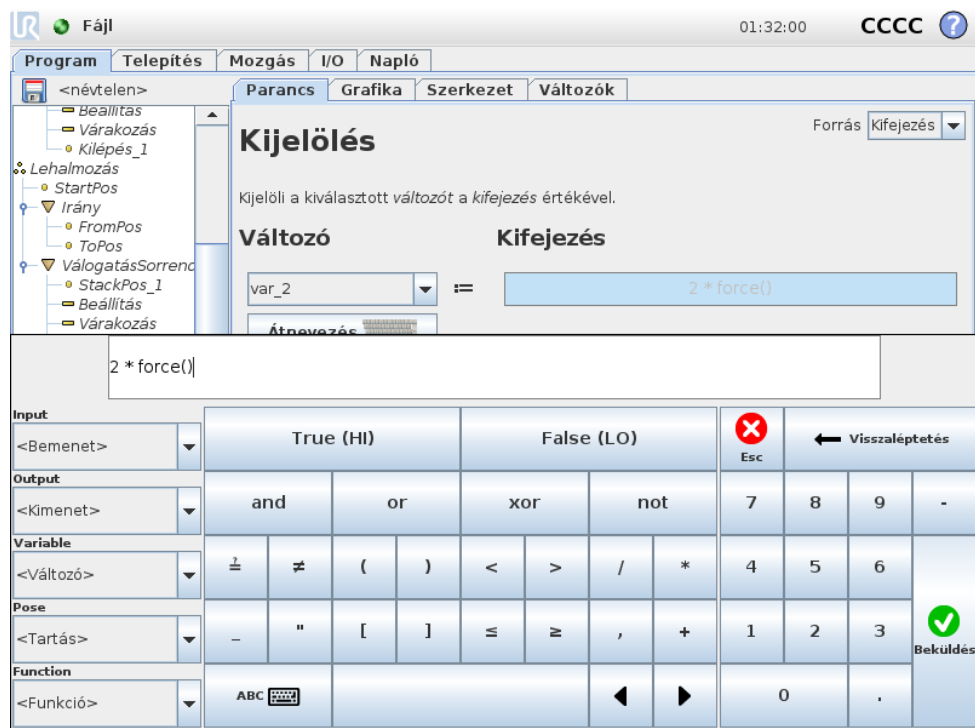 UR Fájl 01:32:00 CCCC ?
Program Telepítés Mozgás I/O Napló
<névtelen>
Parancs Grafika Szerkezet Változók
Beállítás
Várakozás
Kilépés_1
Lehalmozás
StartPos
Irány
FromPos
ToPos
VálogatásSorrend
StackPos_1
Beállítás
Várakozás
Forrás Kifejezés
Kijelölés
Kijelöli a kiválasztott változót a kifejezés értékével.
Változó Kifejezés
var_2 := 2 * force()
Átnevezés
2 * force()
Input
<Bemenet>
Output
<Kimenet>
Variable
<Változó>
Pose
<Tartás>
Function
<Funkció>
True (HI) False (LO) Esc Visszaléptetés
and or xor not 7 8 9 -
≟ ≠ ( ) < > / * 4 5 6
_ " [ ] ≤ ≥ , + 1 2 3 Beküldés
ABC 0 .